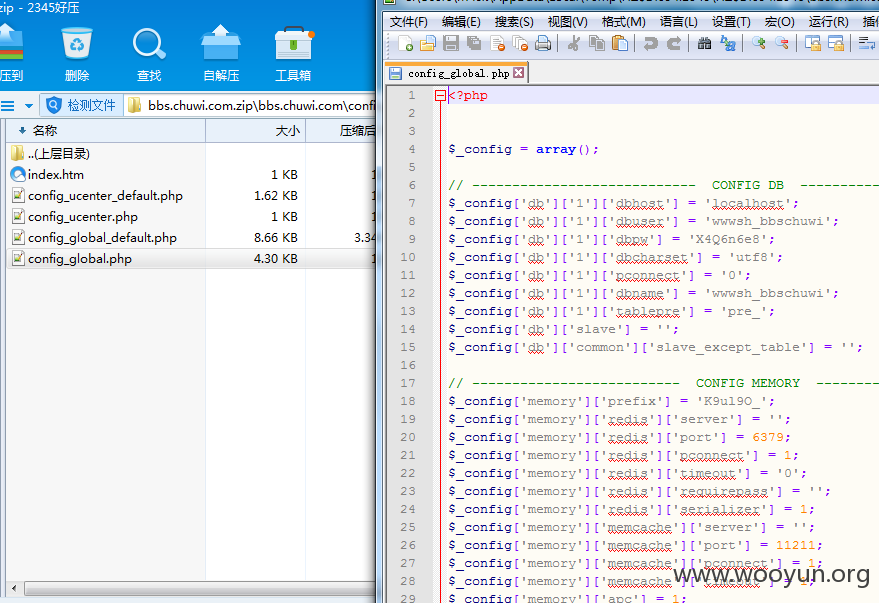 zip - 2345好压
压到
删除
查找
自解压
工具箱
检测文件
bbs.chuwi.com.zip\bbs.chuwi.com\confi
名称 大小 压缩后
..(上层目录)
index.htm 1 KB 1
config_ucenter_default.php 1.62 KB 1
config_ucenter.php 1 KB 1
config_global_default.php 8.66 KB 3.34
config_global.php 4.30 KB 1
文件(F) 编辑(E) 搜索(S) 视图(V) 格式(M) 语言(L) 设置(T) 宏(O) 运行(R) 插
config_global.php
1 <?php
2
3
4 $_config = array();
5
6 // ---------------------------- CONFIG DB ----------
7 $_config['db']['1']['dbhost'] = 'localhost';
8 $_config['db']['1']['dbuser'] = 'wwwsh_bbschuwi';
9 $_config['db']['1']['dbpw'] = 'X4Q6n6e8';
10 $_config['db']['1']['dbcharset'] = 'utf8';
11 $_config['db']['1']['pconnect'] = '0';
12 $_config['db']['1']['dbname'] = 'wwwsh_bbschuwi';
13 $_config['db']['1']['tablepre'] = 'pre_';
14 $_config['db']['slave'] = '';
15 $_config['db']['common']['slave_except_table'] = '';
16
17 // -------------------------- CONFIG MEMORY --------
18 $_config['memory']['prefix'] = 'K9ul9O_';
19 $_config['memory']['redis']['server'] = '';
20 $_config['memory']['redis']['port'] = 6379;
21 $_config['memory']['redis']['pconnect'] = 1;
22 $_config['memory']['redis']['timeout'] = '0';
23 $_config['memory']['redis']['requirepass'] = '';
24 $_config['memory']['redis']['serializer'] = 1;
25 $_config['memory']['memcache']['server'] = '';
26 $_config['memory']['memcache']['port'] = 11211;
27 $_config['memory']['memcache']['pconnect'] = 1;
28 $_config['memory']['memcache']
29 $_config['memory']['apc'] = 1;
www.wooyun.org